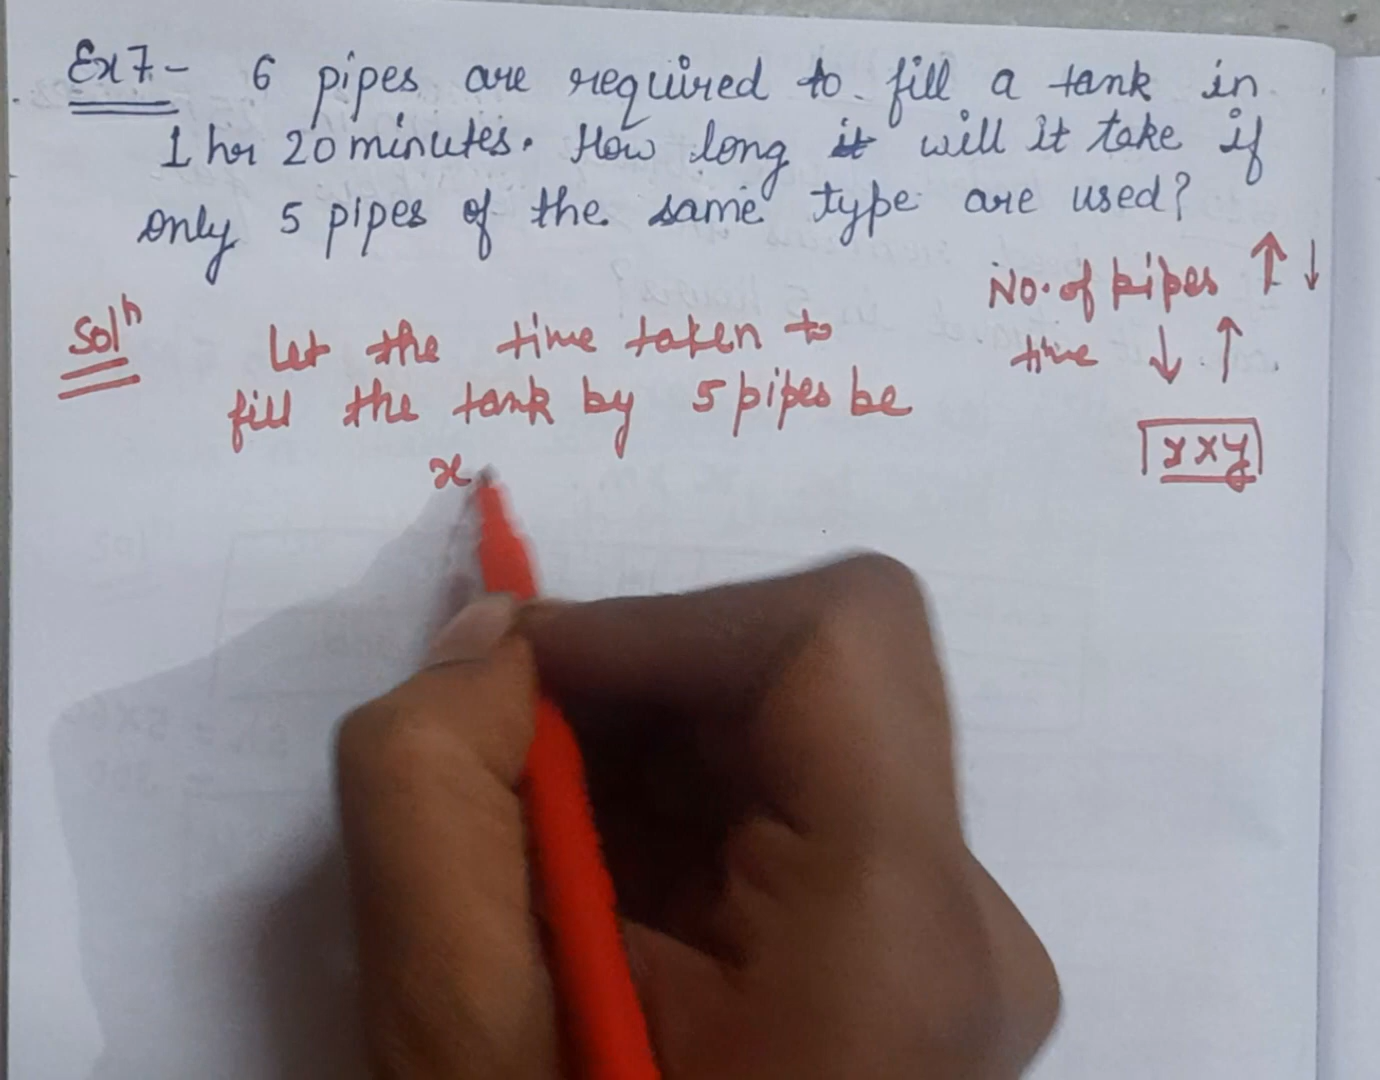 Ex 7:- 6 pipes are required to fill a tank in
1 hr 20 minutes. How long it will it take if
only 5 pipes of the same type are used?
No. of pipes ↑ ↓
time ↓ ↑
x×y
Solⁿ
Let the time taken to
fill the tank by 5 pipes be
x